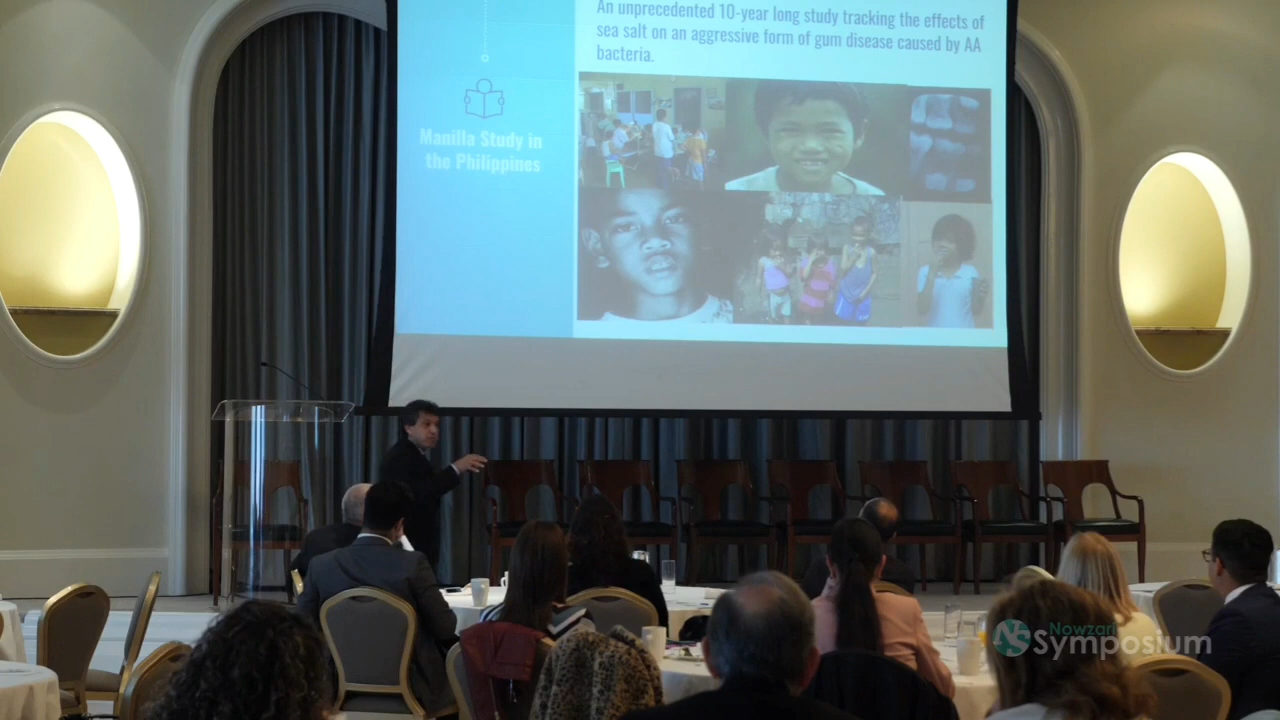 An unprecedented 10-year long study tracking the effects of
sea salt on an aggressive form of gum disease caused by AA
bacteria.
Manilla Study in
the Philippines
NS Nowzari
Symposium